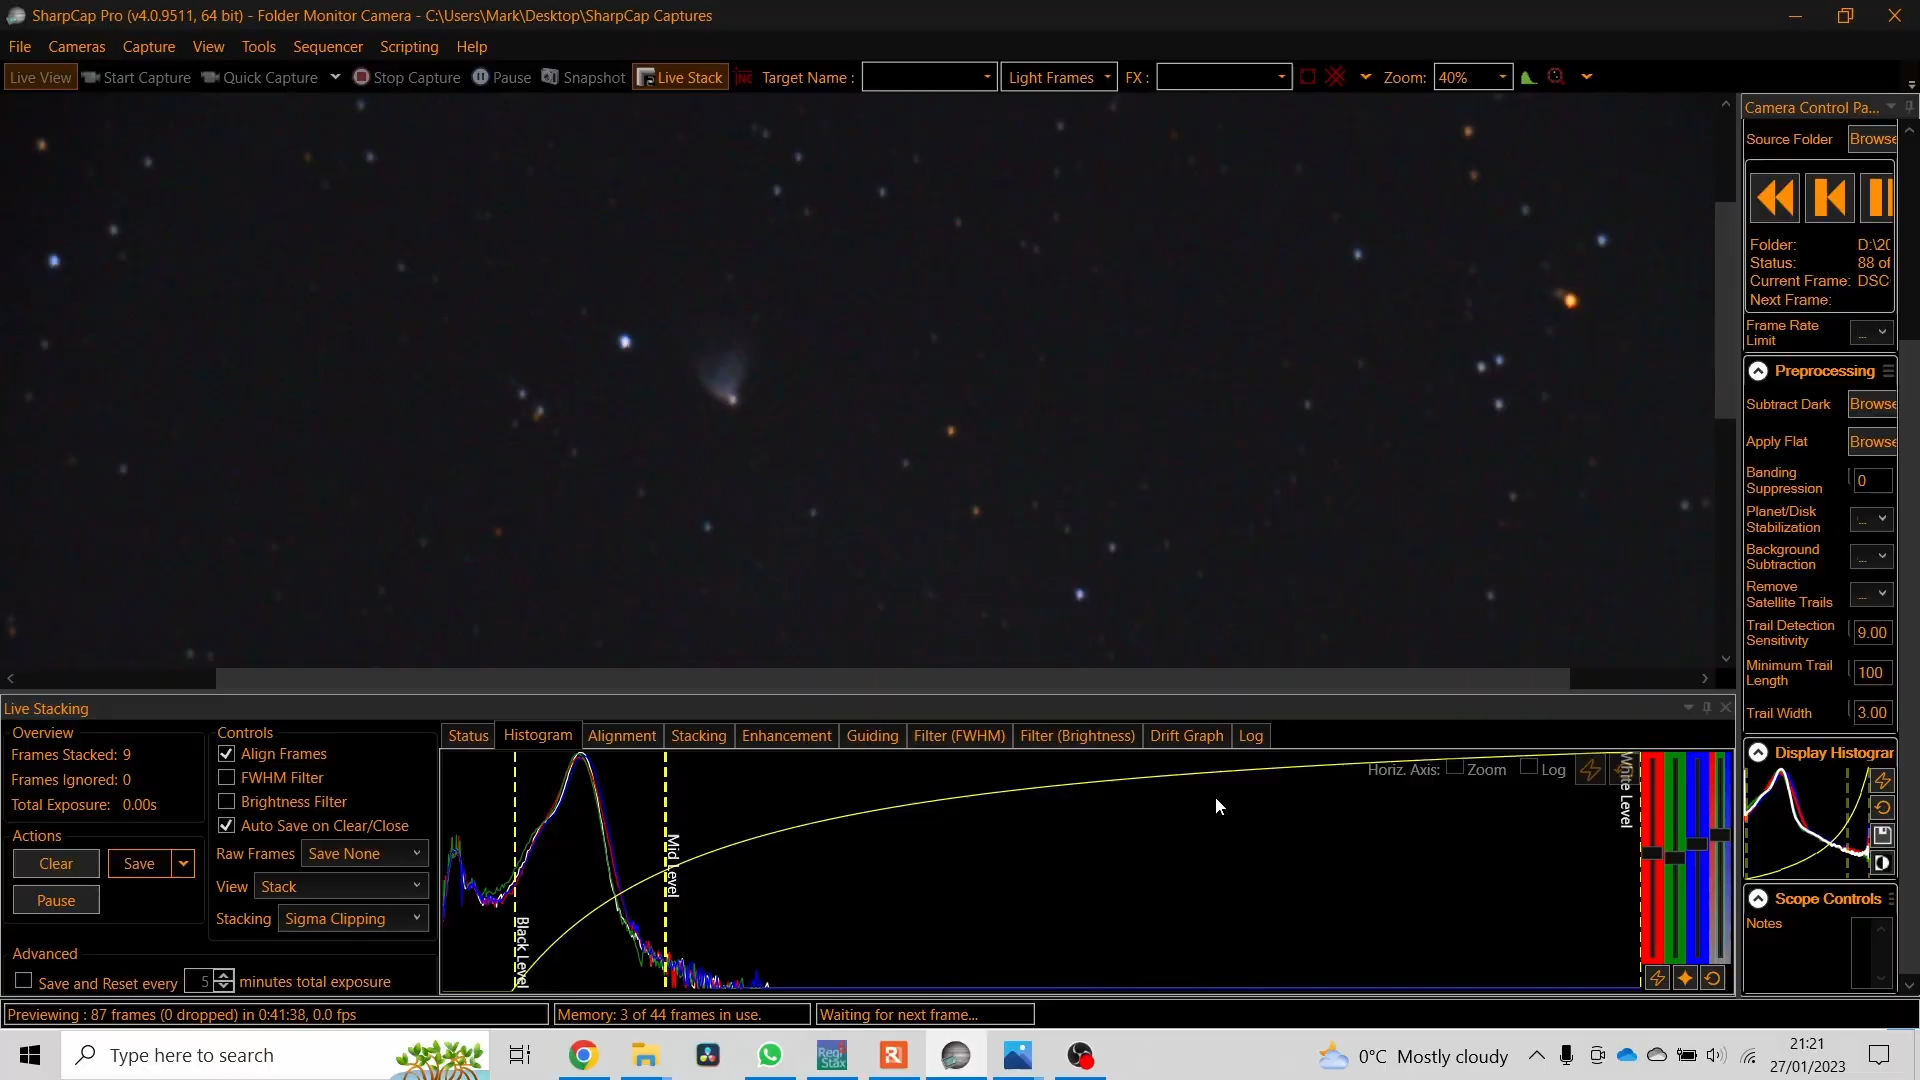 SharpCap Pro (v4.0.9511, 64 bit) - Folder Monitor Camera - C:\Users\Mark\Desktop\SharpCap Captures
File Cameras Capture View Tools Sequencer Scripting Help
Live View Start Capture Quick Capture Stop Capture Pause Snapshot Live Stack Target Name : Light Frames FX : Zoom: 40%
Camera Control Pa...
Source Folder Browse
Folder: D:\20
Status: 88 of
Current Frame: DSC
Next Frame:
Frame Rate
Limit ...
Preprocessing
Subtract Dark Browse
Apply Flat Browse
Banding
Suppression 0
Planet/Disk
Stabilization ...
Background
Subtraction ...
Remove
Satellite Trails ...
Trail Detection
Sensitivity 9.00
Minimum Trail
Length 100
Trail Width 3.00
Display Histogram
Scope Controls
Notes
Live Stacking
Overview
Frames Stacked: 9
Frames Ignored: 0
Total Exposure: 0.00s
Actions
Clear Save
Pause
Controls
Align Frames
FWHM Filter
Brightness Filter
Auto Save on Clear/Close
Raw Frames Save None
View Stack
Stacking Sigma Clipping
Advanced
Save and Reset every 5 minutes total exposure
Status Histogram Alignment Stacking Enhancement Guiding Filter (FWHM) Filter (Brightness) Drift Graph Log
Horiz. Axis: Zoom Log
Black Level
Mid Level
White Level
Previewing : 87 frames (0 dropped) in 0:41:38, 0.0 fps Memory: 3 of 44 frames in use. Waiting for next frame...
Type here to search
Regi
Stax
R
0°C Mostly cloudy
21:21
27/01/2023